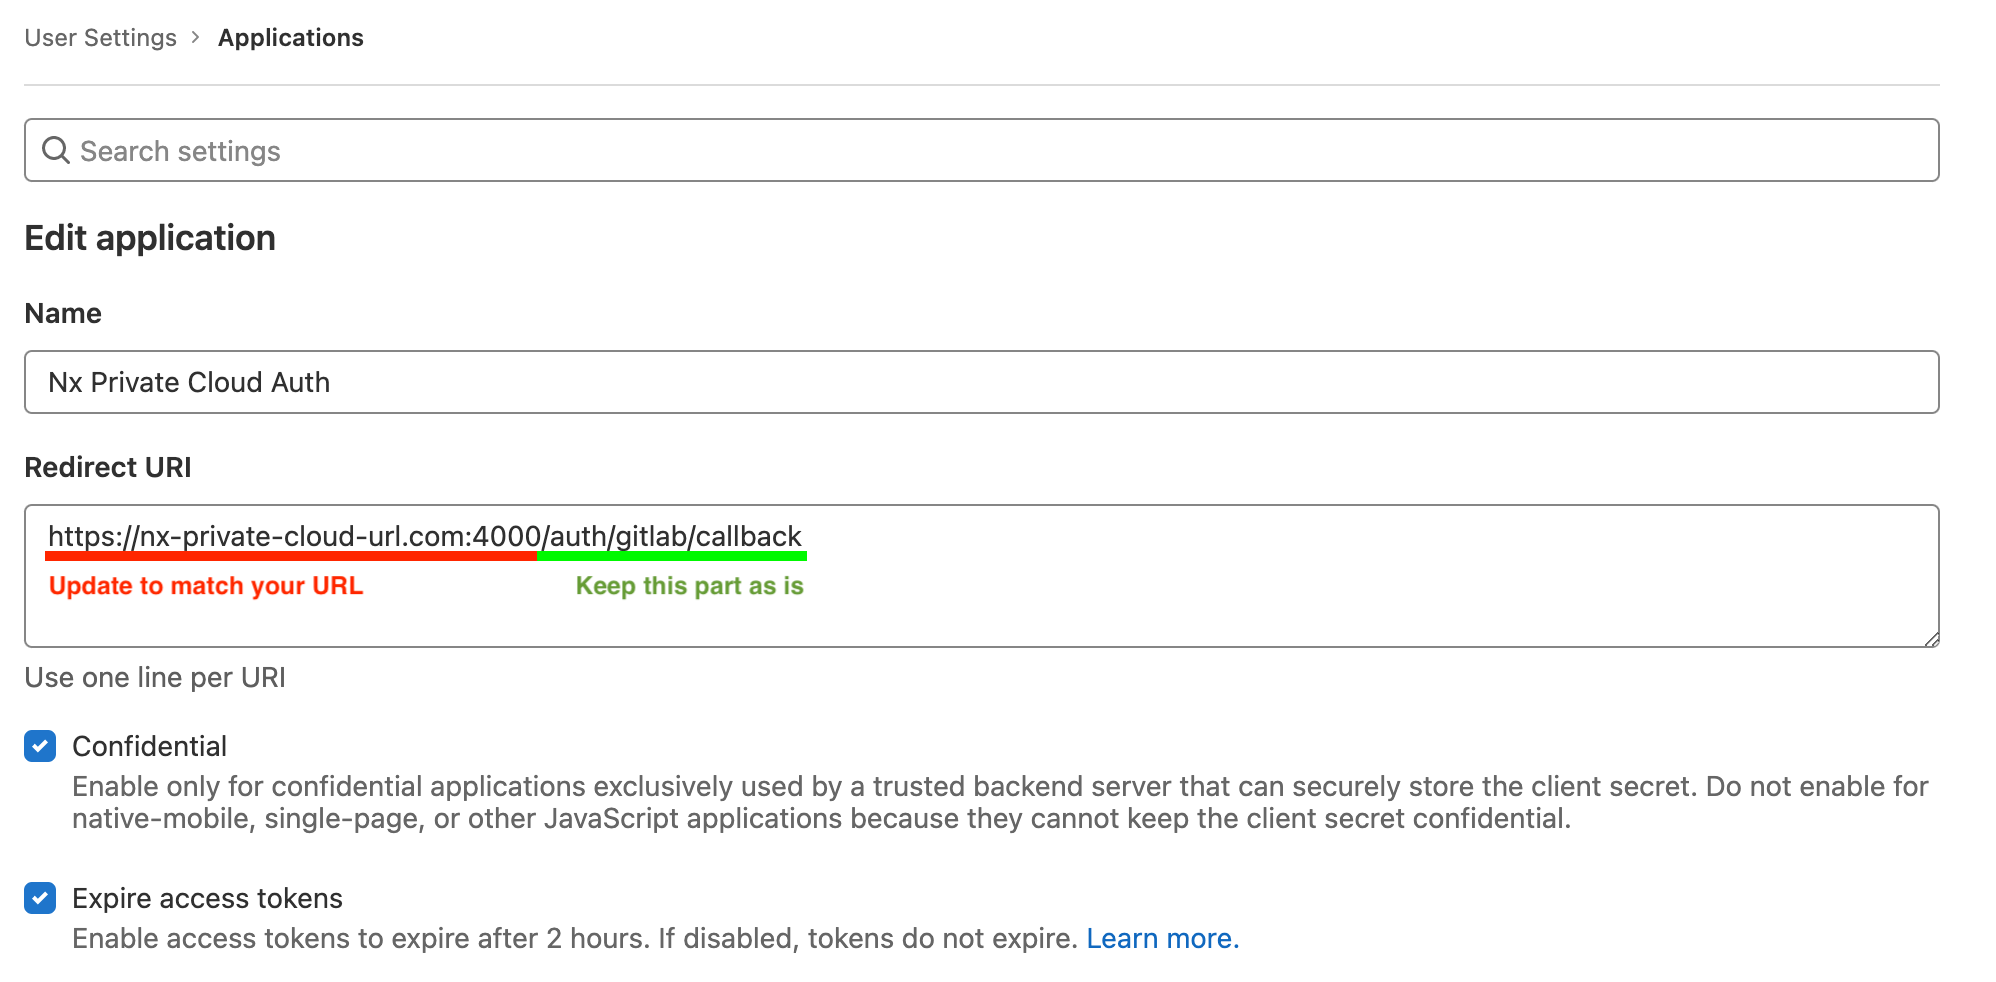 User Settings › Applications
Search settings
Edit application
Name
Nx Private Cloud Auth
Redirect URI
https://nx-private-cloud-url.com:4000/auth/gitlab/callback
Update to match your URL Keep this part as is
Use one line per URI
Confidential
Enable only for confidential applications exclusively used by a trusted backend server that can securely store the client secret. Do not enable for
native-mobile, single-page, or other JavaScript applications because they cannot keep the client secret confidential.
Expire access tokens
Enable access tokens to expire after 2 hours. If disabled, tokens do not expire. Learn more.